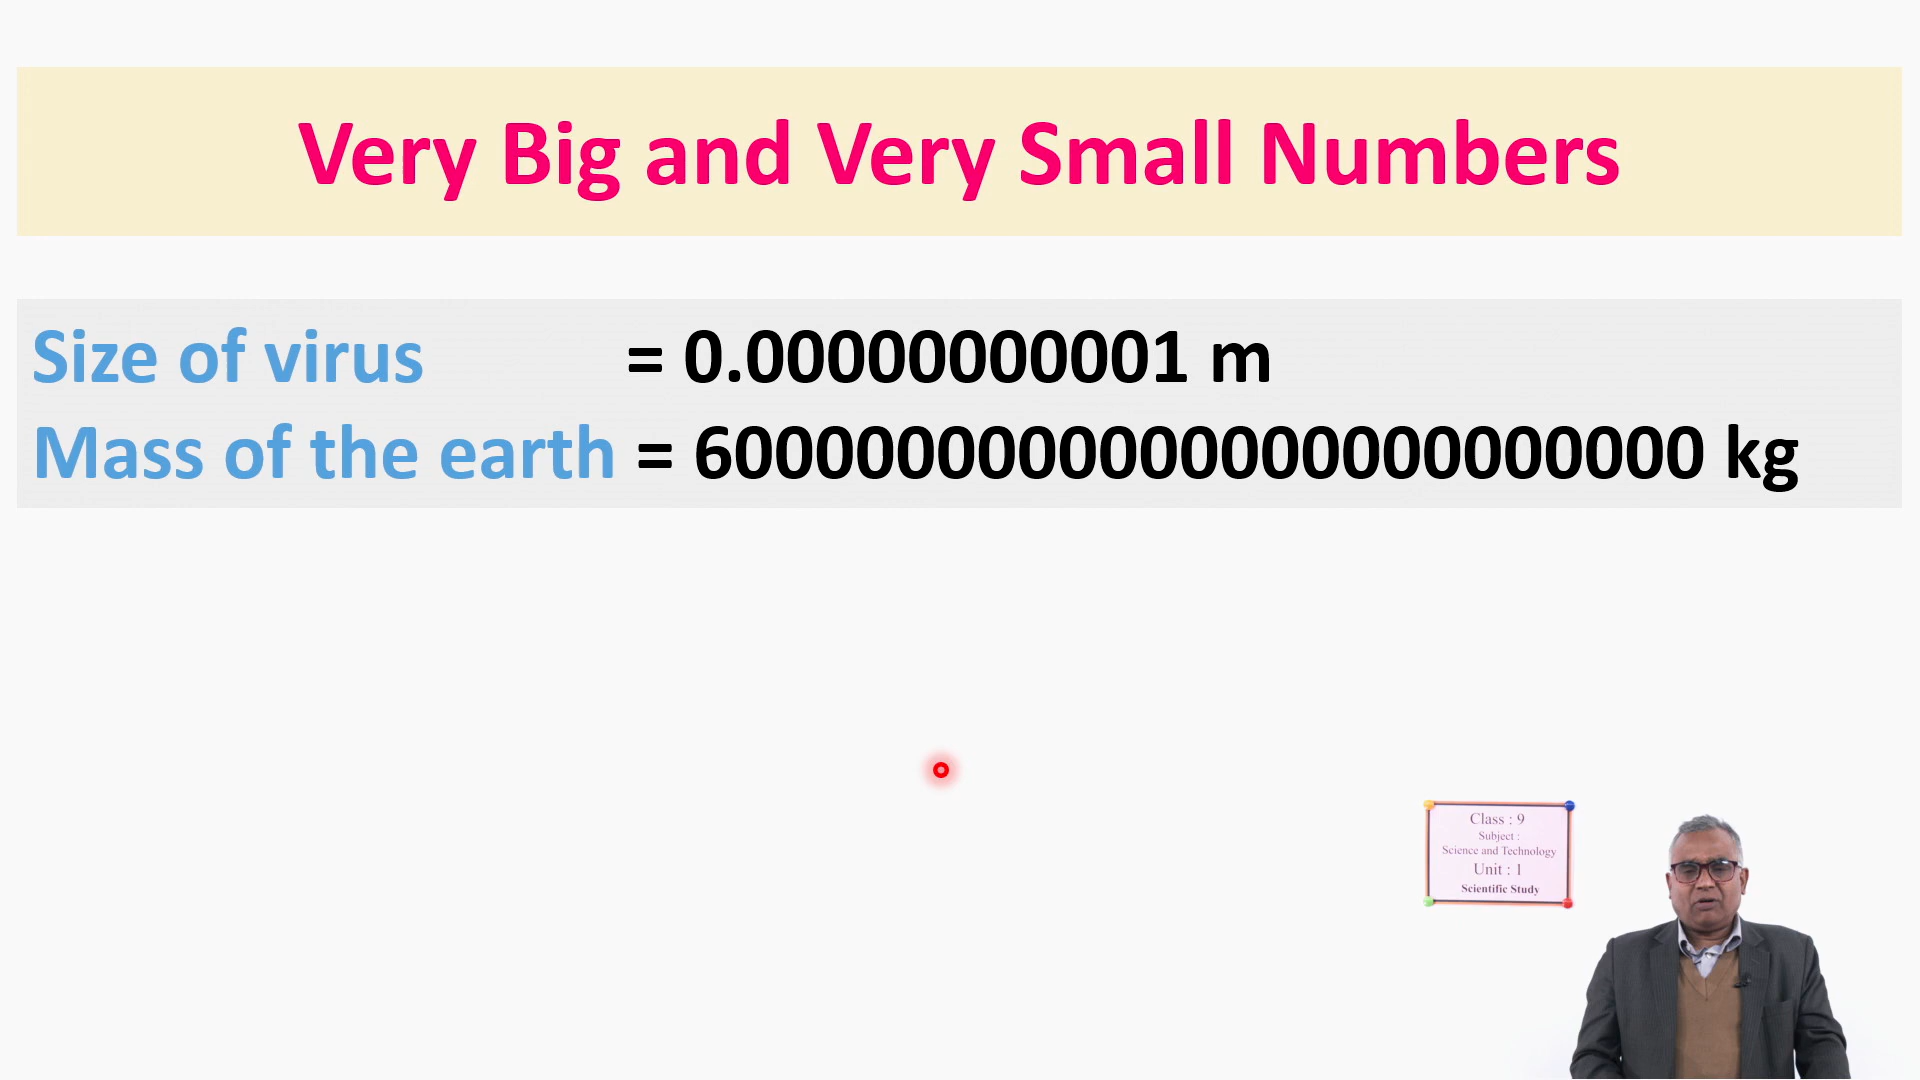 Very Big and Very Small Numbers
Size of virus = 0.00000000001 m
Mass of the earth = 6000000000000000000000000 kg
Class : 9
Subject :
Science and Technology
Unit : 1
Scientific Study